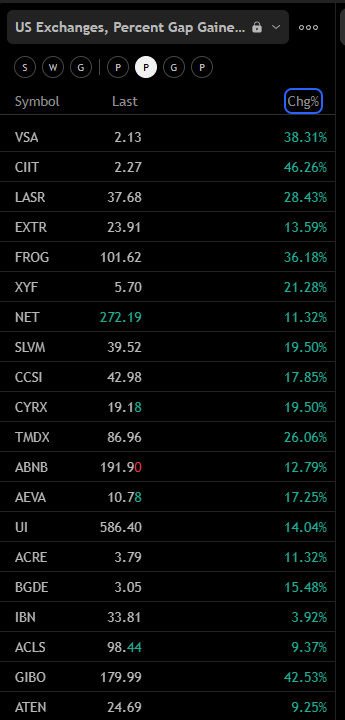 US Exchanges, Percent Gap Gaine...
S W G P P G P
Symbol Last Chg%
VSA 2.13 38.31%
CIIT 2.27 46.26%
LASR 37.68 28.43%
EXTR 23.91 13.59%
FROG 101.62 36.18%
XYF 5.70 21.28%
NET 272.19 11.32%
SLVM 39.52 19.50%
CCSI 42.98 17.85%
CYRX 19.18 19.50%
TMDX 86.96 26.06%
ABNB 191.90 12.79%
AEVA 10.78 17.25%
UI 586.40 14.04%
ACRE 3.79 11.32%
BGDE 3.05 15.48%
IBN 33.81 3.92%
ACLS 98.44 9.37%
GIBO 179.99 42.53%
ATEN 24.69 9.25%